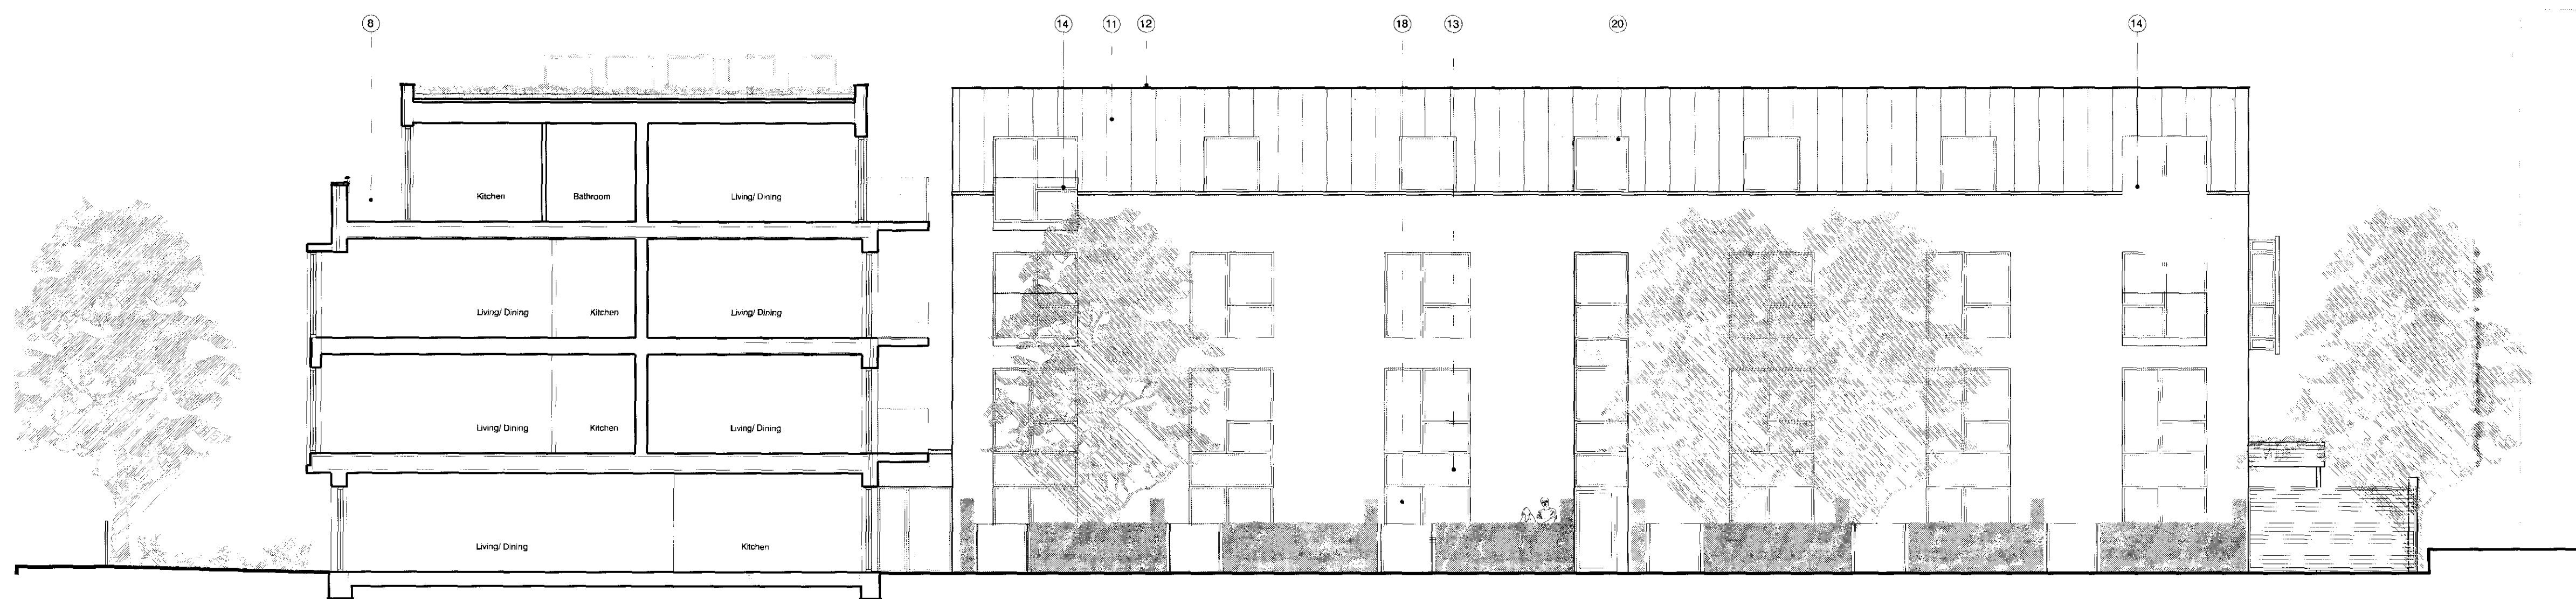 8 14 11 12 18 13 20 14
Kitchen Bathroom Living/ Dining
Living/ Dining Kitchen Living/ Dining
Living/ Dining Kitchen Living/ Dining
Living/ Dining Kitchen